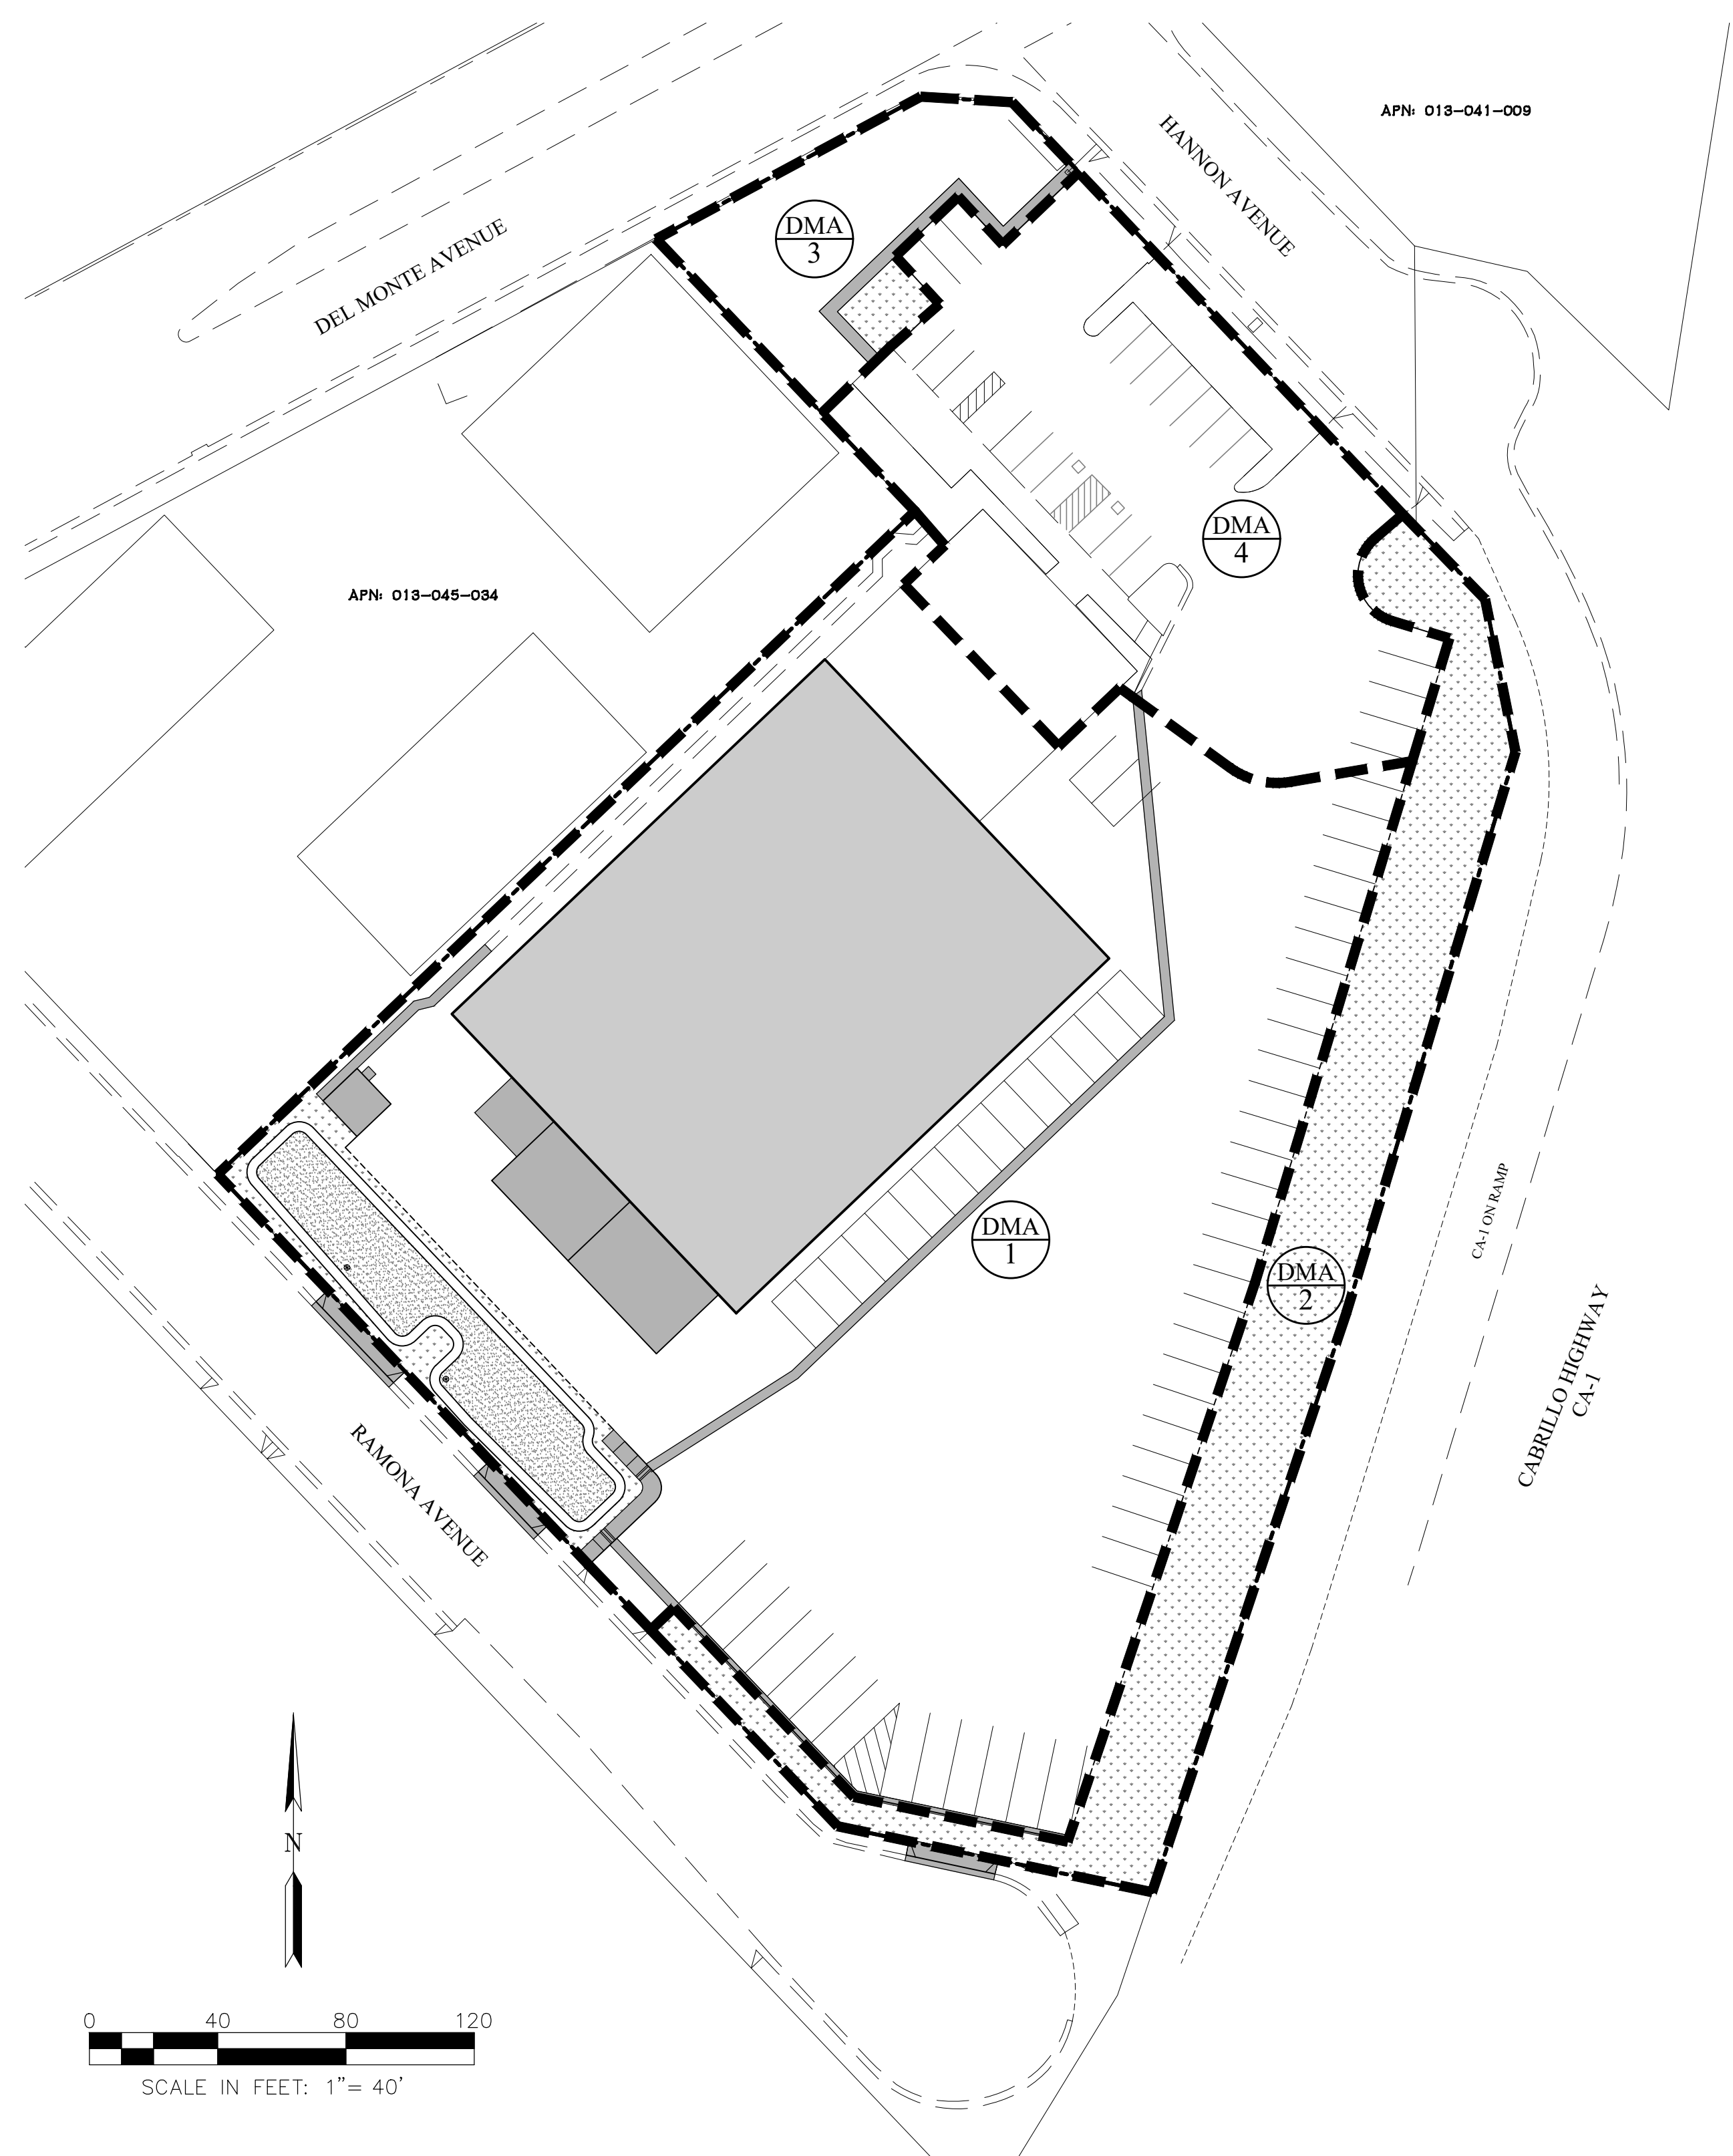 APN: 013-041-009
HANNON AVENUE
DEL MONTE AVENUE
DMA
3
DMA
4
APN: 013-045-034
DMA
1
DMA
2
CA-1 ON RAMP
CABRILLO HIGHWAY
CA-1
RAMONA AVENUE
N
0 40 80 120
SCALE IN FEET: 1"= 40'